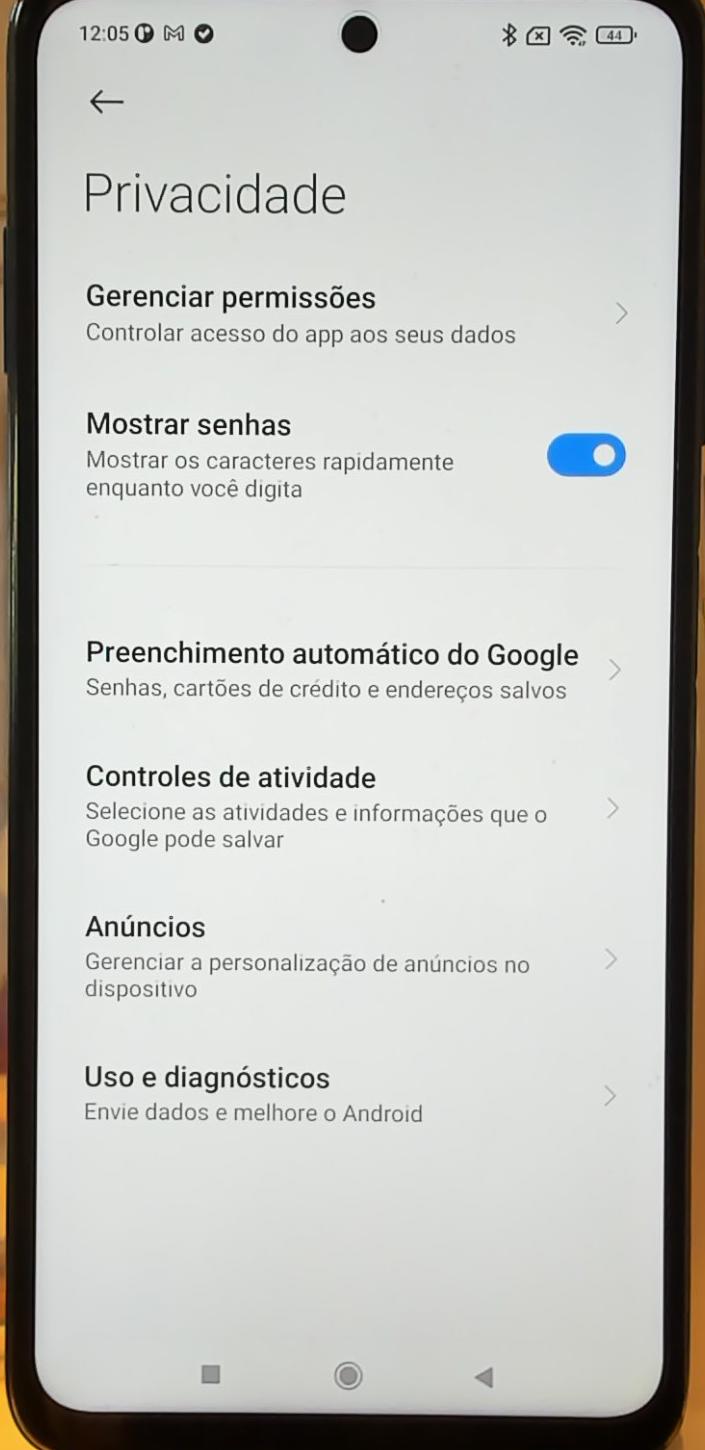 12:05
44
Privacidade
Gerenciar permissões
Controlar acesso do app aos seus dados
Mostrar senhas
Mostrar os caracteres rapidamente
enquanto você digita
Preenchimento automático do Google
Senhas, cartões de crédito e endereços salvos
Controles de atividade
Selecione as atividades e informações que o
Google pode salvar
Anúncios
Gerenciar a personalização de anúncios no
dispositivo
Uso e diagnósticos
Envie dados e melhore o Android